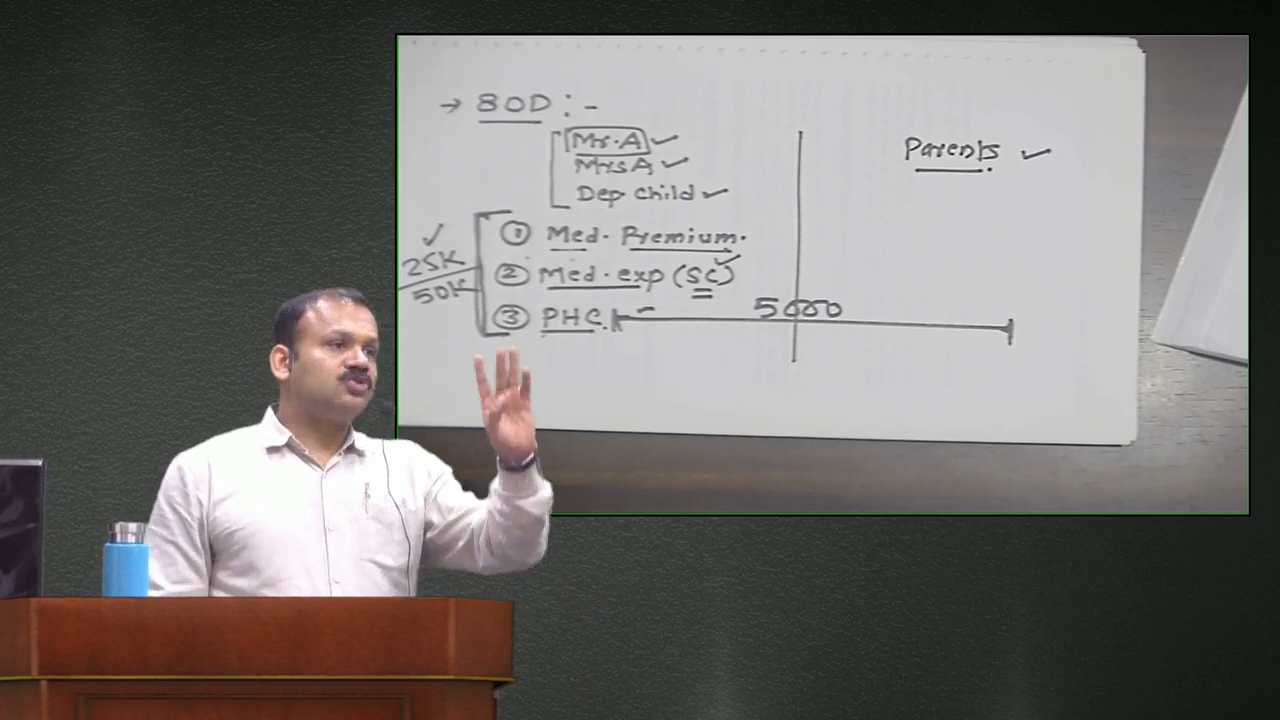 → 80D :-
Mr. A ✓
Mrs A ✓
Dep child ✓
Parents ✓
✓
25K
50K
① Med. Premium.
② Med. exp (SC) ✓
③ PHC. 5000